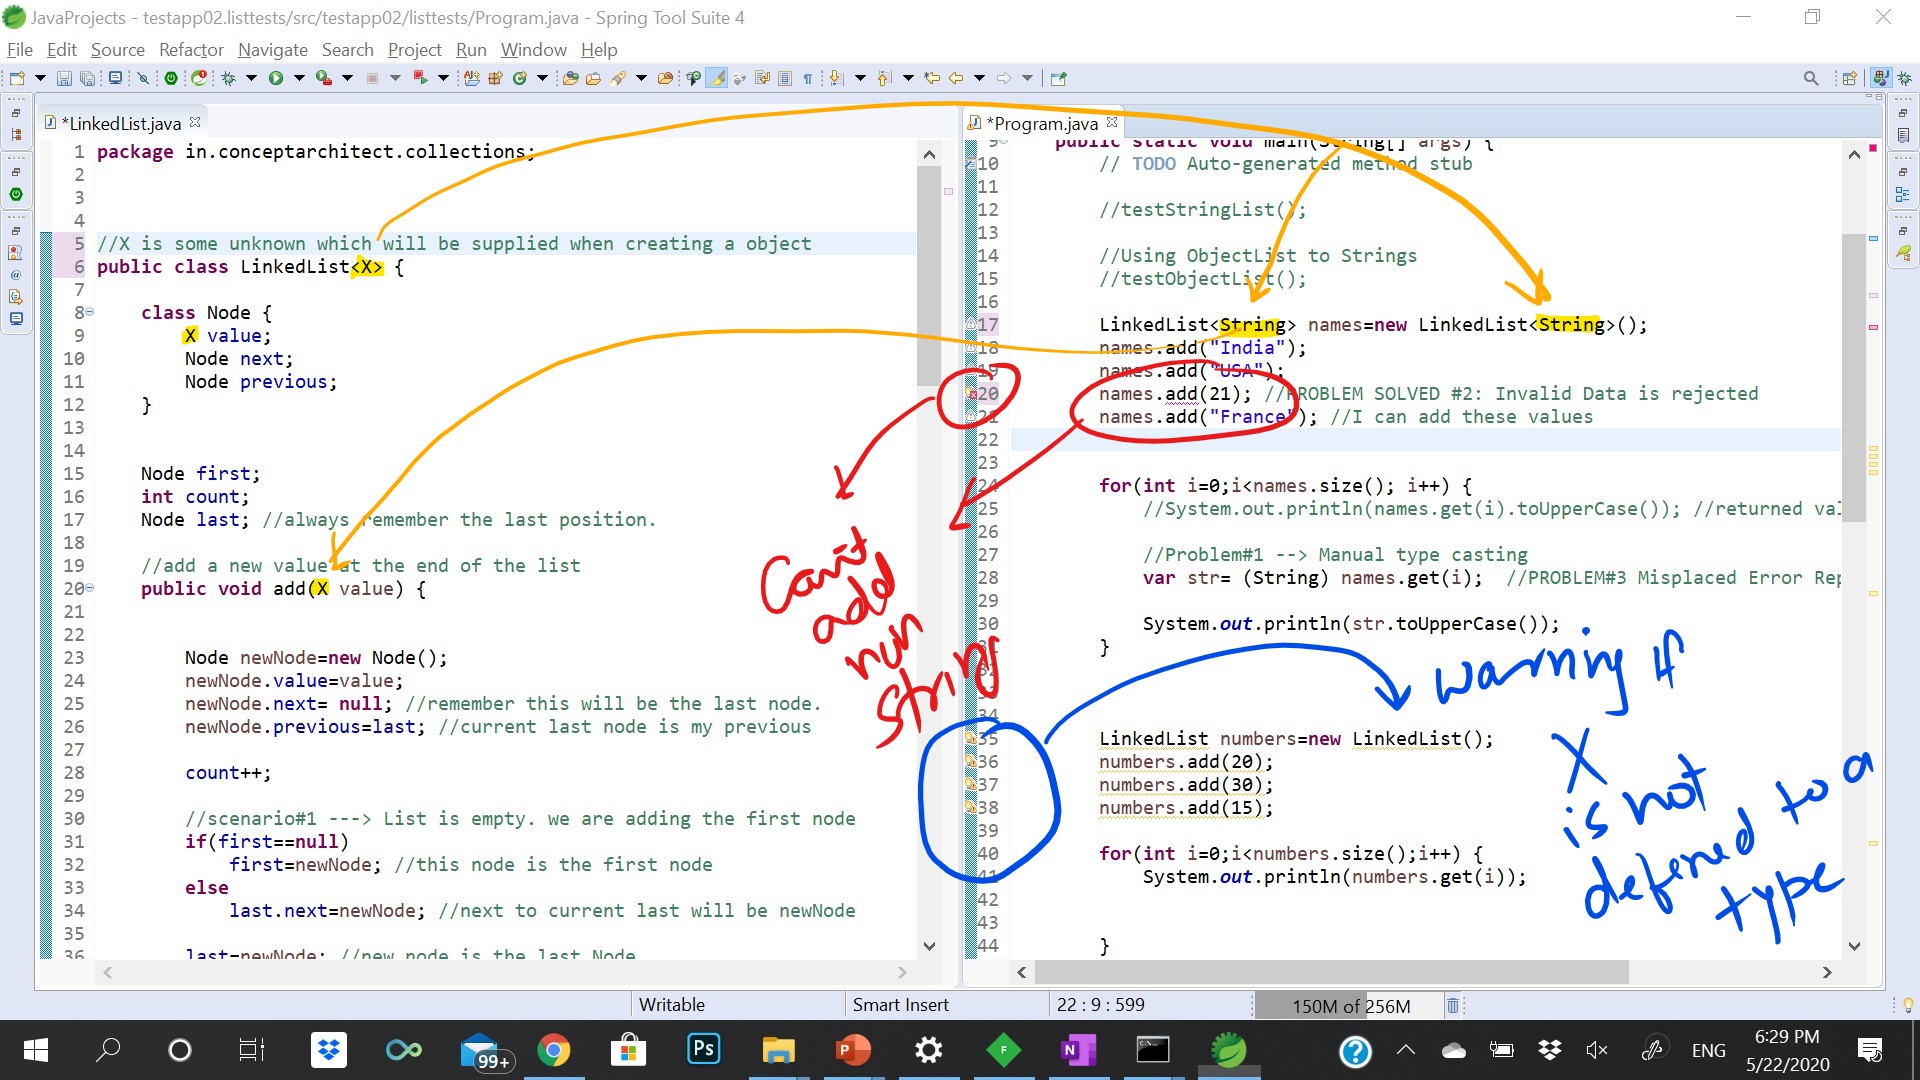 JavaProjects - testapp02.listtests/src/testapp02/listtests/Program.java - Spring Tool Suite 4
File Edit Source Refactor Navigate Search Project Run Window Help
*LinkedList.java
1 package in.conceptarchitect.collections;
2
3
4
5 //X is some unknown which will be supplied when creating a object
6 public class LinkedList<X> {
7
8 class Node {
9 X value;
10 Node next;
11 Node previous;
12 }
13
14
15 Node first;
16 int count;
17 Node last; //always remember the last position.
18
19 //add a new value at the end of the list
20 public void add(X value) {
21
22
23 Node newNode=new Node();
24 newNode.value=value;
25 newNode.next= null; //remember this will be the last node.
26 newNode.previous=last; //current last node is my previous
27
28 count++;
29
30 //scenario#1 ---> List is empty. we are adding the first node
31 if(first==null)
32 first=newNode; //this node is the first node
33 else
34 last.next=newNode; //next to current last will be newNode
35
36 last=newNode; //new node is the last Node
*Program.java
9 public static void main(String[] args) {
10 // TODO Auto-generated method stub
11
12 //testStringList();
13
14 //Using ObjectList to Strings
15 //testObjectList();
16
17 LinkedList<String> names=new LinkedList<String>();
18 names.add("India");
19 names.add("USA");
20 names.add(21); //PROBLEM SOLVED #2: Invalid Data is rejected
21 names.add("France"); //I can add these values
22
23
24 for(int i=0;i<names.size(); i++) {
25 //System.out.println(names.get(i).toUpperCase()); //returned val
26
27 //Problem#1 --> Manual type casting
28 var str= (String) names.get(i); //PROBLEM#3 Misplaced Error Rep
29
30 System.out.println(str.toUpperCase());
31 }
32
33
34
35 LinkedList numbers=new LinkedList();
36 numbers.add(20);
37 numbers.add(30);
38 numbers.add(15);
39
40 for(int i=0;i<numbers.size();i++) {
41 System.out.println(numbers.get(i));
42
43
44 }
Can't
add
nun
String
warning if
X
is not
defined to a
type
Writable Smart Insert 22 : 9 : 599 150M of 256M
99+ Ps P F N ENG
6:29 PM
5/22/2020